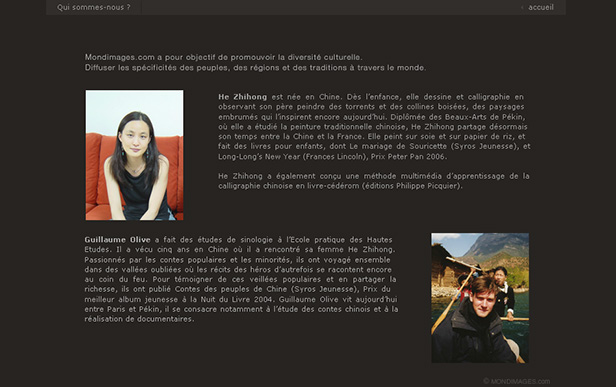 Qui sommes-nous ?
accueil
Mondimages.com a pour objectif de promouvoir la diversité culturelle.
Diffuser les spécificités des peuples, des régions et des traditions à travers le monde.
He Zhihong est née en Chine. Dès l'enfance, elle dessine et calligraphie en
observant son père peindre des torrents et des collines boisées, des paysages
embrumés qui l'inspirent encore aujourd'hui. Diplômée des Beaux-Arts de Pékin,
où elle a étudié la peinture traditionnelle chinoise, He Zhihong partage désormais
son temps entre la Chine et la France. Elle peint sur soie et sur papier de riz, et
fait des livres pour enfants, dont Le mariage de Souricette (Syros Jeunesse), et
Long-Long's New Year (Frances Lincoln), Prix Peter Pan 2006.
He Zhihong a également conçu une méthode multimédia d'apprentissage de la
calligraphie chinoise en livre-cédérom (éditions Philippe Picquier).
Guillaume Olive a fait des études de sinologie à l'Ecole pratique des Hautes
Etudes. Il a vécu cinq ans en Chine où il a rencontré sa femme He Zhihong.
Passionnés par les contes populaires et les minorités, ils ont voyagé ensemble
dans des vallées oubliées où les récits des héros d'autrefois se racontent encore
au coin du feu. Pour témoigner de ces veillées populaires et en partager la
richesse, ils ont publié Contes des peuples de Chine (Syros Jeunesse), Prix du
meilleur album jeunesse à la Nuit du Livre 2004. Guillaume Olive vit aujourd'hui
entre Paris et Pékin, il se consacre notamment à l'étude des contes chinois et à la
réalisation de documentaires.
© MONDIMAGES.com